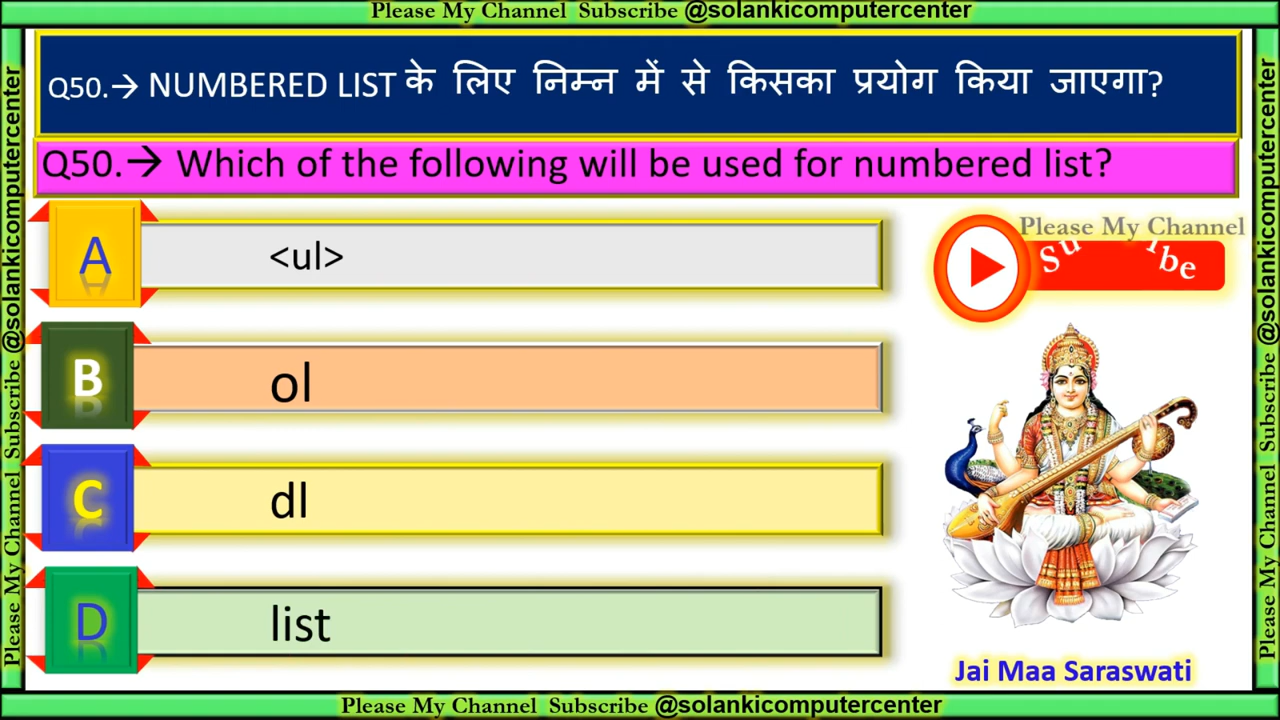 Please My Channel Subscribe @solankicomputercenter
Q50.→ NUMBERED LIST के लिए निम्न में से किसका प्रयोग किया जाएगा?
Q50.→ Which of the following will be used for numbered list?
A <ul>
B ol
C dl
D list
Please My Channel
Jai Maa Saraswati
Please My Channel Subscribe @solankicomputercenter
Please My Channel Subscribe @solankicomputercenter
Please My Channel Subscribe @solankicomputercenter